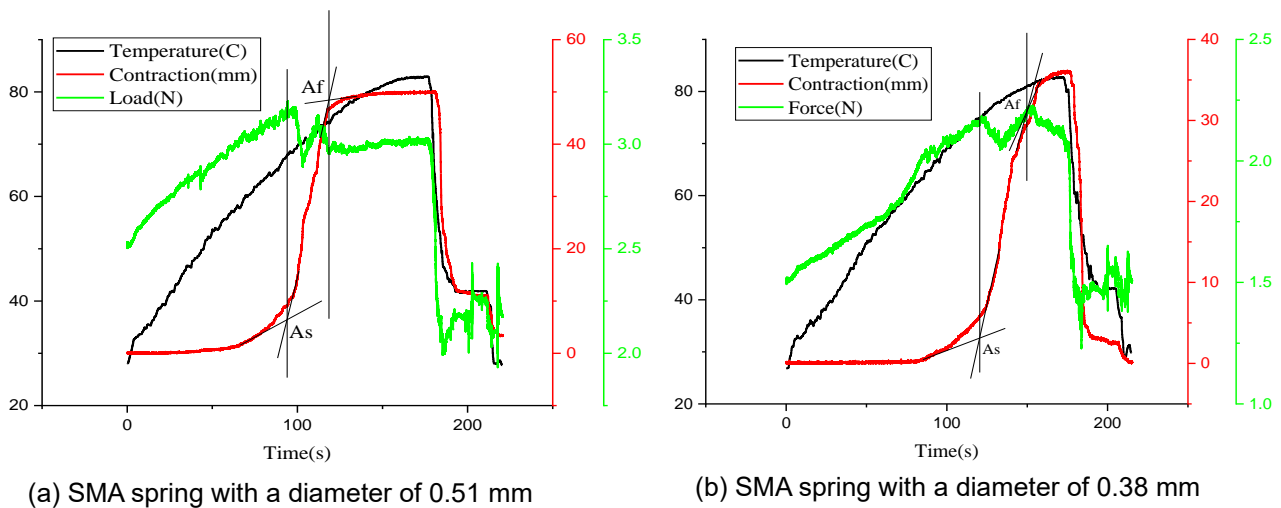 Temperature(C)
Contraction(mm)
Load(N)
Af
As
80
60
40
20
0
100
200
Time(s)
60
40
20
0
3.5
3.0
2.5
2.0
(a) SMA spring with a diameter of 0.51 mm
Temperature(C)
Contraction(mm)
Force(N)
Af
As
80
60
40
20
0
100
200
Time(s)
40
30
20
10
0
2.5
2.0
1.5
1.0
(b) SMA spring with a diameter of 0.38 mm